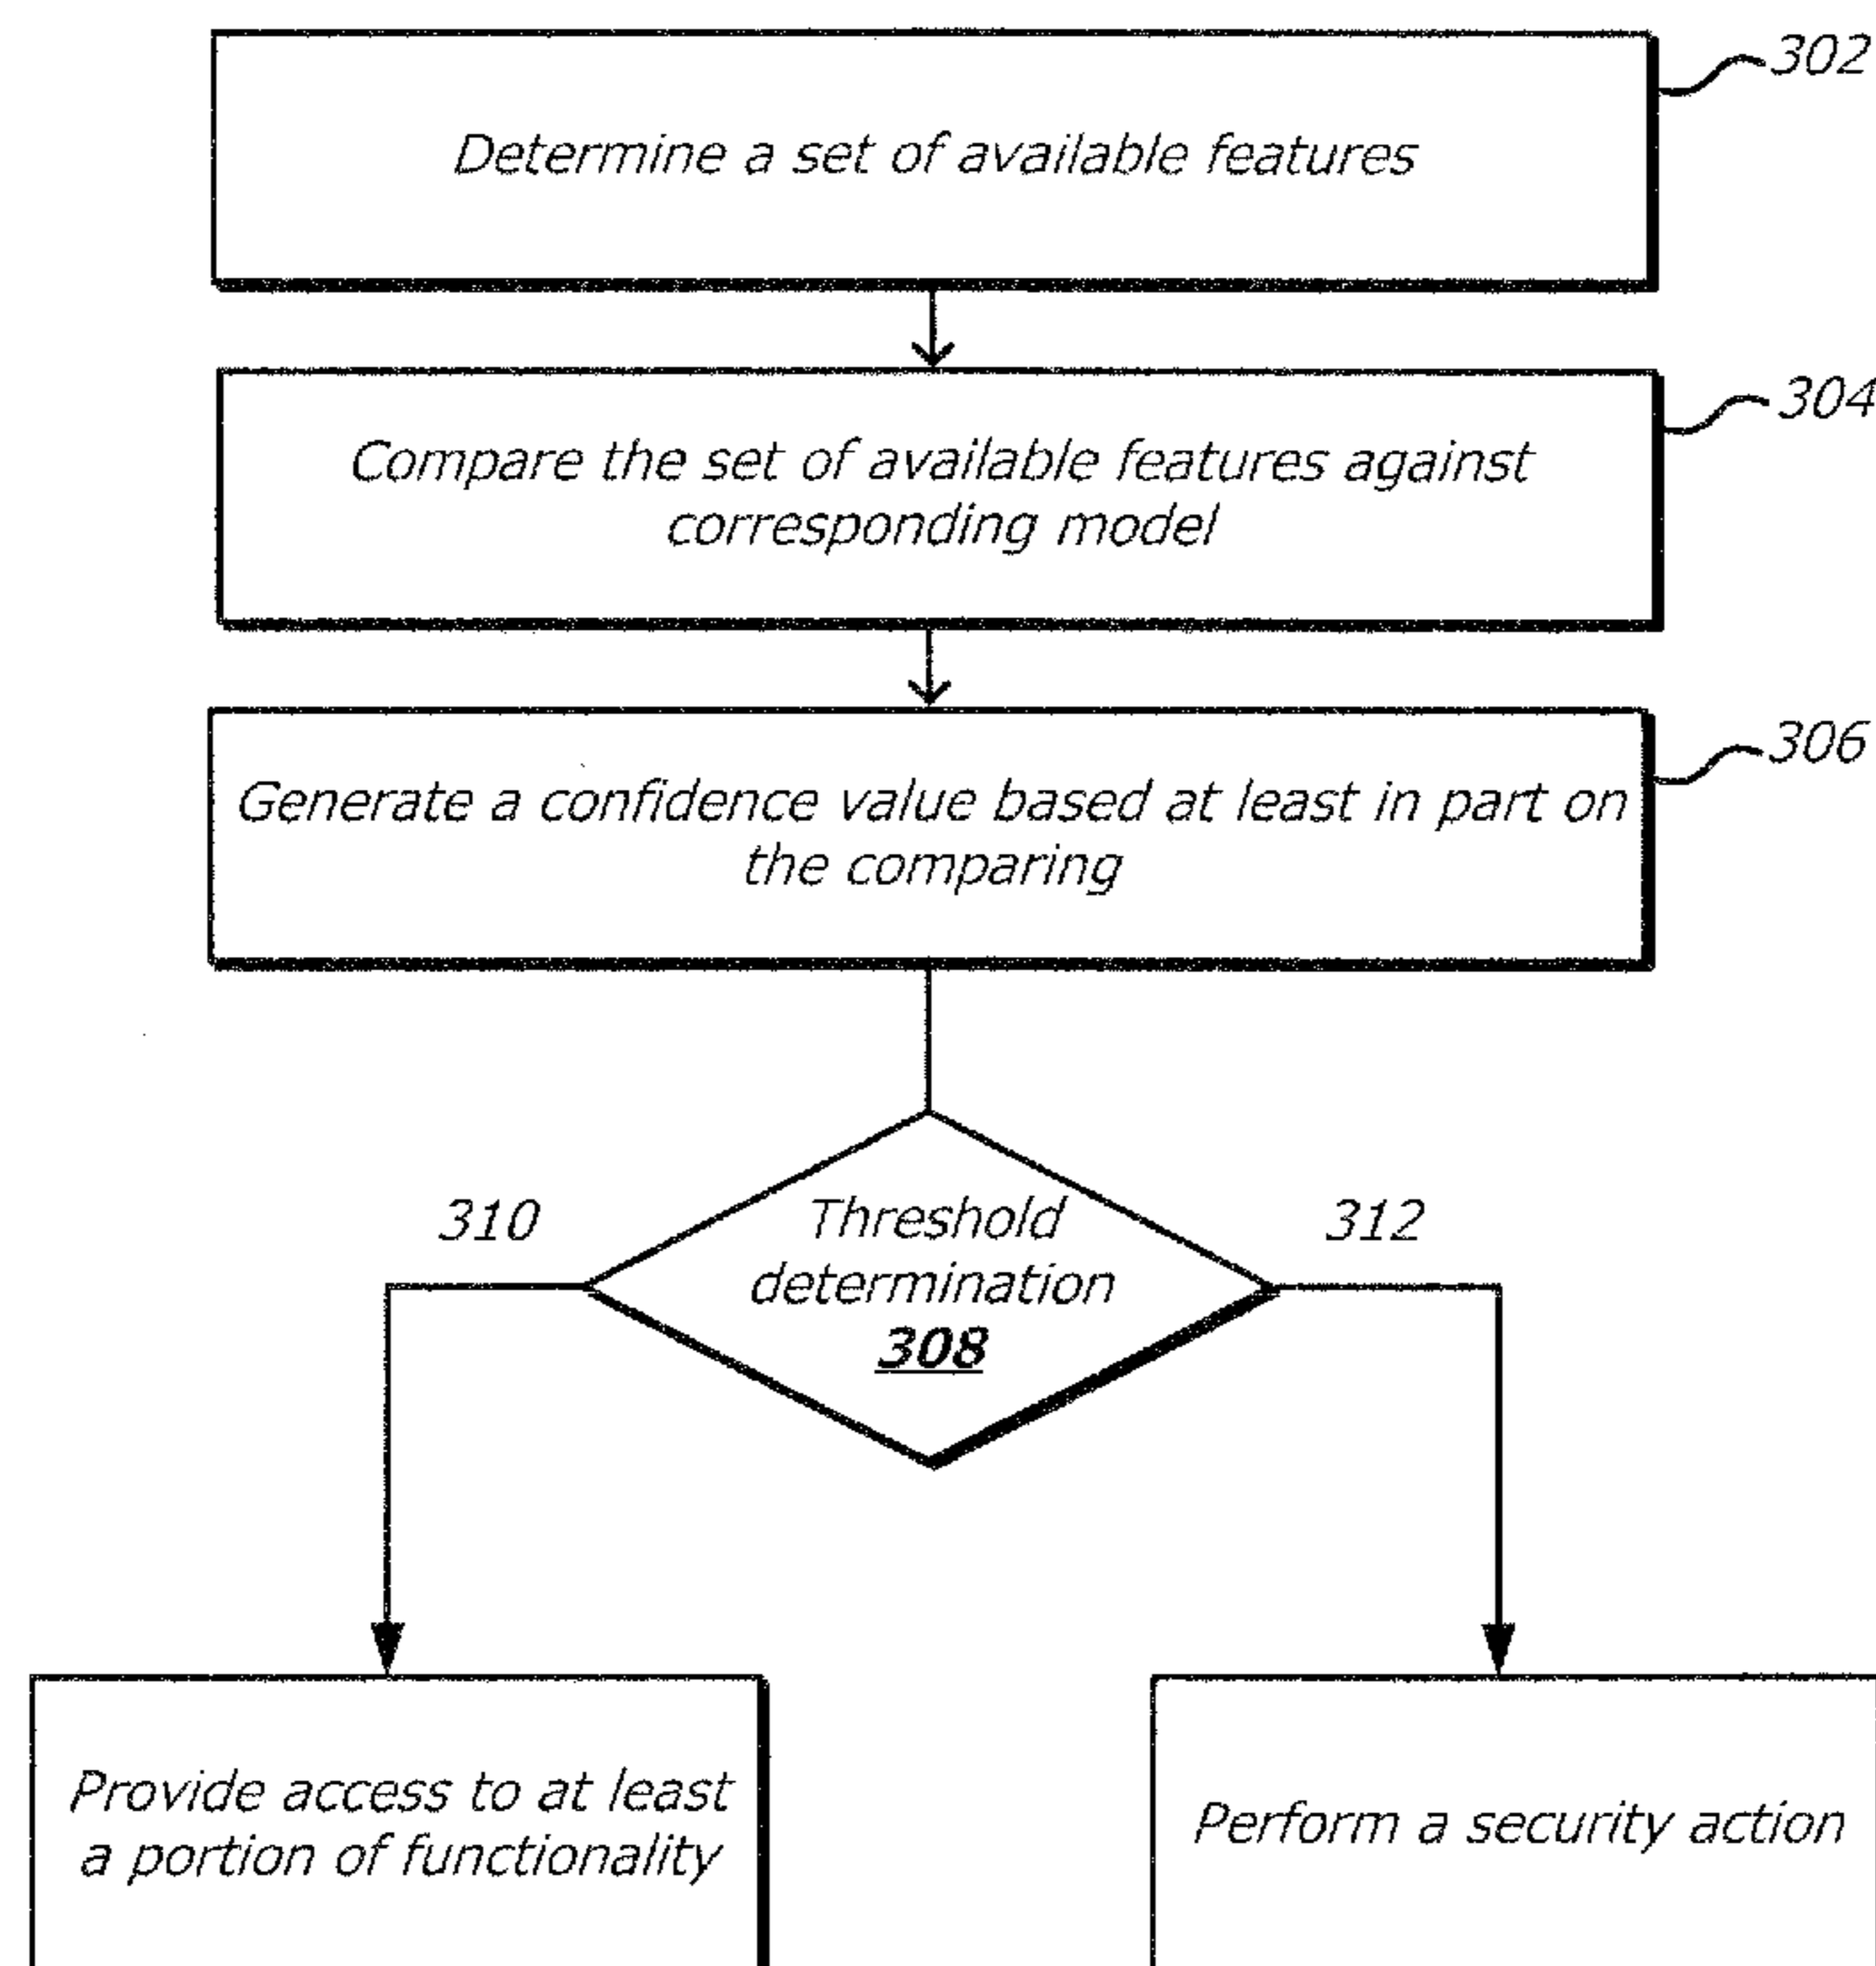 302
Determine a set of available features
304
Compare the set of available features against
corresponding model
306
Generate a confidence value based at least in part on
the comparing
310
Threshold
determination
308
312
Provide access to at least
a portion of functionality
Perform a security action